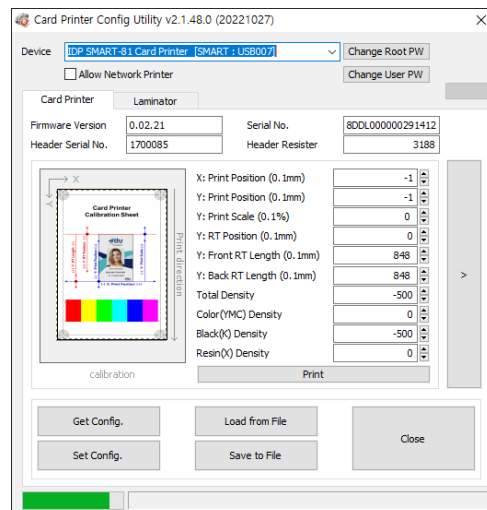 Card Printer Config Utility v2.1.48.0 (20221027)
Device IDP SMART-81 Card Printer [SMART : USB007] Change Root PW
Allow Network Printer Change User PW
Card Printer Laminator
Firmware Version 0.02.21 Serial No. 8DDL000000291412
Header Serial No. 1700085 Header Resister 3188
X
Y
Card Printer
Calibration Sheet
Print direction
calibration
X: Print Position (0.1mm) -1
Y: Print Position (0.1mm) -1
Y: Print Scale (0.1%) 0
Y: RT Position (0.1mm) 0
Y: Front RT Length (0.1mm) 848
Y: Back RT Length (0.1mm) 848
Total Density -500
Color(YMC) Density 0
Black(K) Density -500
Resin(X) Density 0
Print
>
Get Config. Load from File
Close
Set Config. Save to File